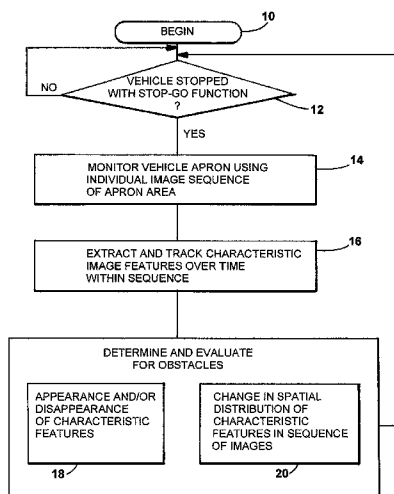 BEGIN
10
NO
VEHICLE STOPPED
WITH STOP-GO FUNCTION
?
12
YES
MONITOR VEHICLE APRON USING
INDIVIDUAL IMAGE SEQUENCE
OF APRON AREA
14
EXTRACT AND TRACK CHARACTERISTIC
IMAGE FEATURES OVER TIME
WITHIN SEQUENCE
16
DETERMINE AND EVALUATE
FOR OBSTACLES
APPEARANCE AND/OR
DISAPPEARANCE
OF CHARACTERISTIC
FEATURES
18
CHANGE IN SPATIAL
DISTRIBUTION OF
CHARACTERISTIC
FEATURES IN SEQUENCE
OF IMAGES
20